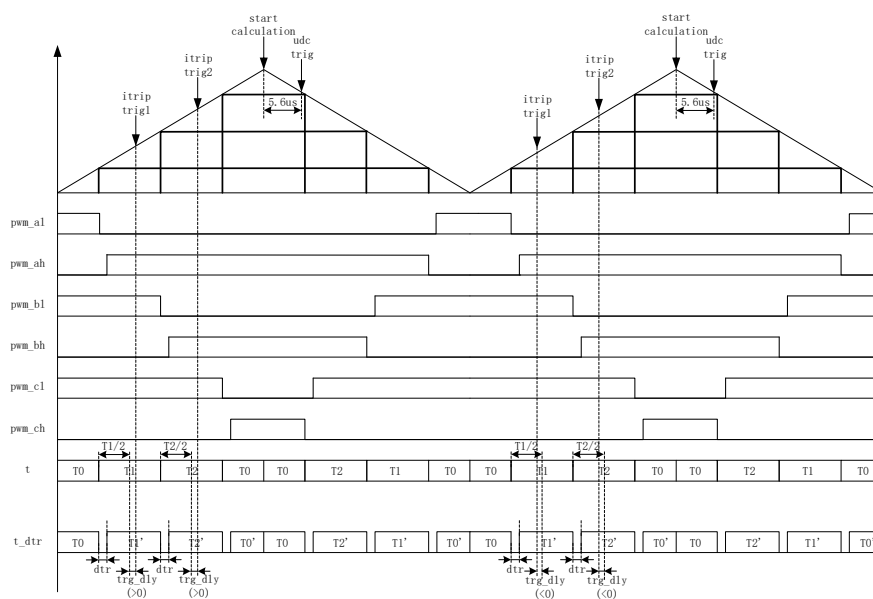 start
calculation
udc
trig
itrip
trig2
itrip
trig1
5.6us
start
calculation
udc
trig
itrip
trig2
itrip
trig1
5.6us
pwm_al
pwm_ah
pwm_bl
pwm_bh
pwm_cl
pwm_ch
T1/2 T2/2 T1/2 T2/2
t T0 T1 T2 T0 T0 T2 T1 T0 T0 T1 T2 T0 T0 T2 T1 T0
t_dtr T0 T1' T2' T0' T0 T2' T1' T0' T0 T1' T2' T0' T0 T2' T1' T0'
dtr trg_dly dtr trg_dly dtr trg_dly dtr trg_dly
(>0) (>0) (<0) (<0)